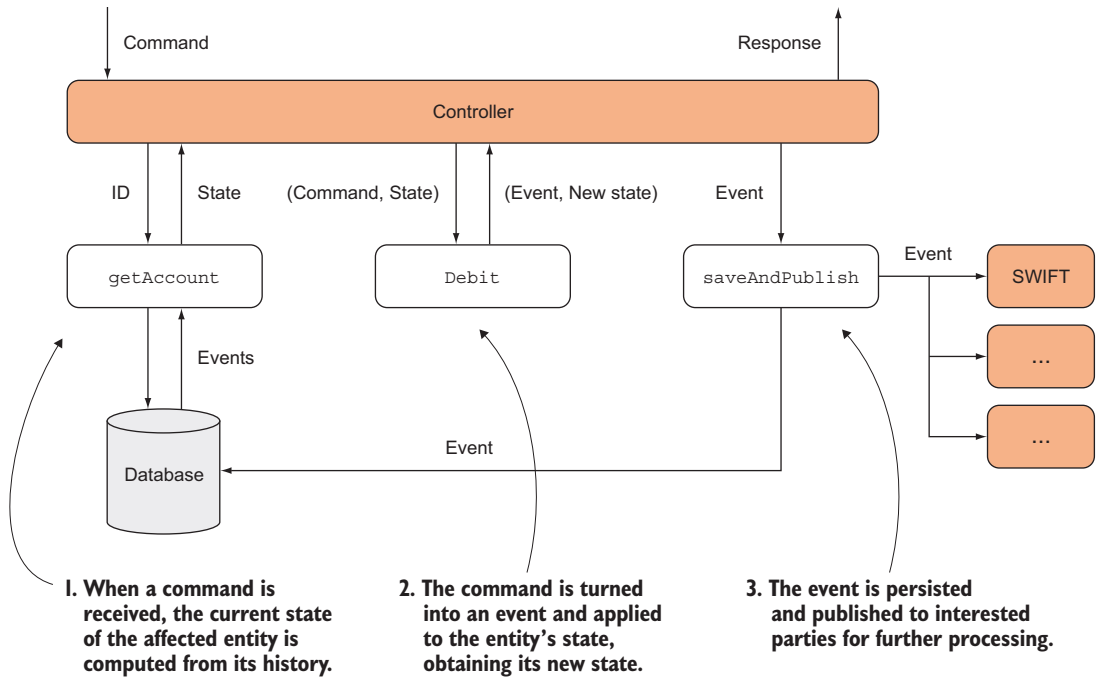 Command
Response
Controller
ID
State
(Command, State)
(Event, New state)
Event
getAccount
Debit
saveAndPublish
Event
SWIFT
...
...
Events
Database
Event
1. When a command is
received, the current state
of the affected entity is
computed from its history.
2. The command is turned
into an event and applied
to the entity’s state,
obtaining its new state.
3. The event is persisted
and published to interested
parties for further processing.